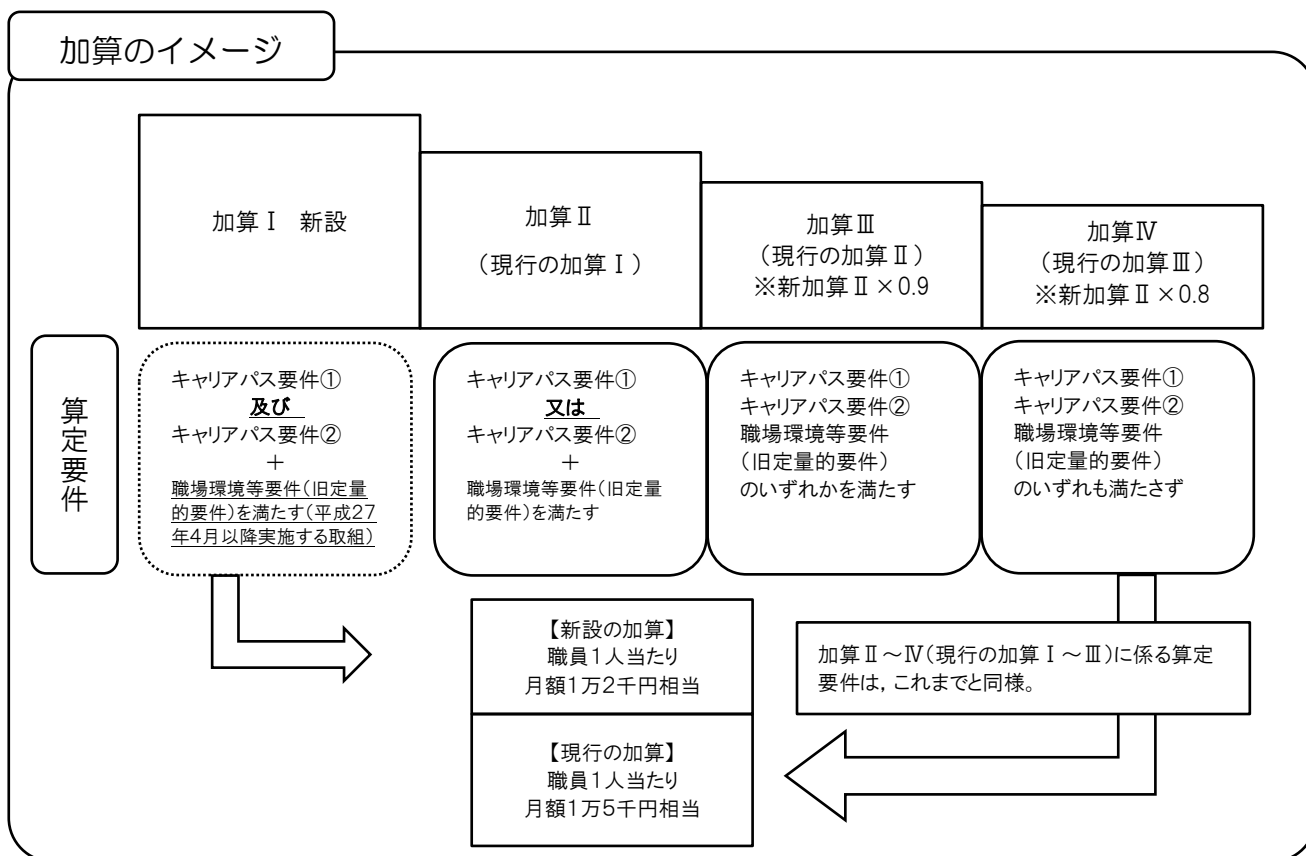 加算のイメージ
加算Ⅰ　新設
加算Ⅱ
（現行の加算Ⅰ）
加算Ⅲ
（現行の加算Ⅱ）
※新加算Ⅱ×0.9
加算Ⅳ
（現行の加算Ⅲ）
※新加算Ⅱ×0.8
算定要件
キャリアパス要件①
及び
キャリアパス要件②
＋
職場環境等要件（旧定量
的要件）を満たす（平成27
年4月以降実施する取組）
キャリアパス要件①
又は
キャリアパス要件②
＋
職場環境等要件（旧定量
的要件）を満たす
キャリアパス要件①
キャリアパス要件②
職場環境等要件
（旧定量的要件）
のいずれかを満たす
キャリアパス要件①
キャリアパス要件②
職場環境等要件
（旧定量的要件）
のいずれも満たさず
【新設の加算】
職員1人当たり
月額1万2千円相当
加算Ⅱ～Ⅳ（現行の加算Ⅰ～Ⅲ）に係る算定
要件は，これまでと同様。
【現行の加算】
職員1人当たり
月額1万5千円相当